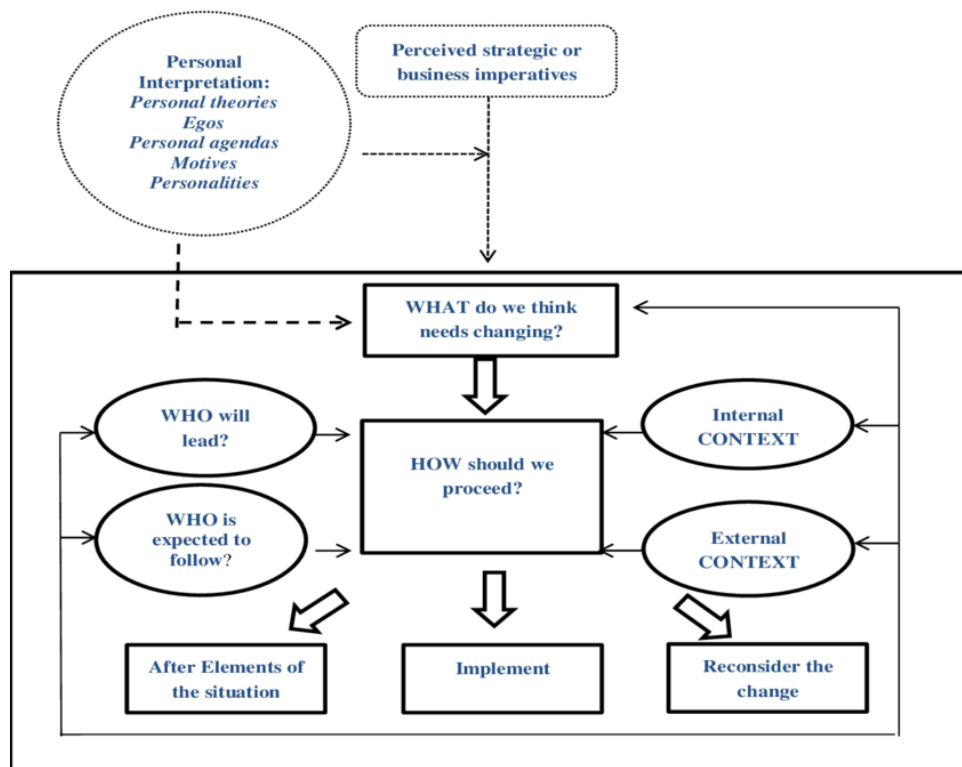 Personal
Interpretation:
Personal theories
Egos
Personal agendas
Motives
Personalities
Perceived strategic or
business imperatives
WHAT do we think
needs changing?
WHO will
lead?
WHO is
expected to
follow?
HOW should we
proceed?
Internal
CONTEXT
External
CONTEXT
After Elements of
the situation
Implement
Reconsider the
change